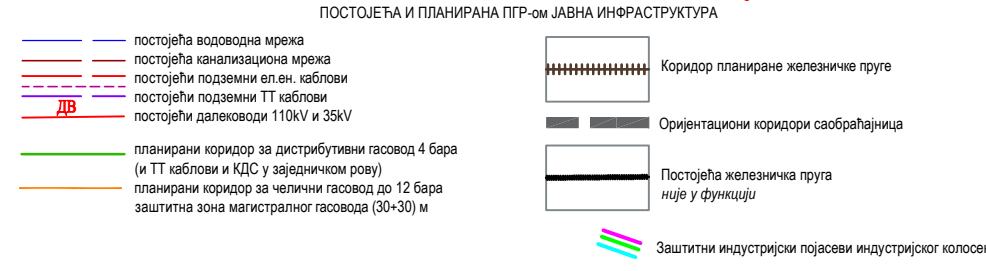 ПОСТОЈЕЋА И ПЛАНИРАНА ПГР-ом ЈАВНА ИНФРАСТРУКТУРА
постојећа водоводна мрежа
постојећа канализациона мрежа
постојећи подземни ел.ен. каблови
постојећи подземни ТТ каблови
ДВ
постојећи далеководи 110kV и 35kV
планирани коридор за дистрибутивни гасовод 4 бара
(и ТТ каблови и КДС у заједничком рову)
планирани коридор за челични гасовод до 12 бара
заштитна зона магистралног гасовода (30+30) м
Коридор планиране железничке пруге
Оријентациони коридори саобраћајница
Постојећа железничка пруга
није у функцији
Заштитни индустријски појасеви индустријског колосек